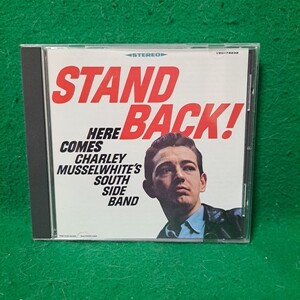 STEREO
STAND
BACK!
HERE
COMES
CHARLEY
MUSSELWHITE'S
SOUTH
SIDE
BAND